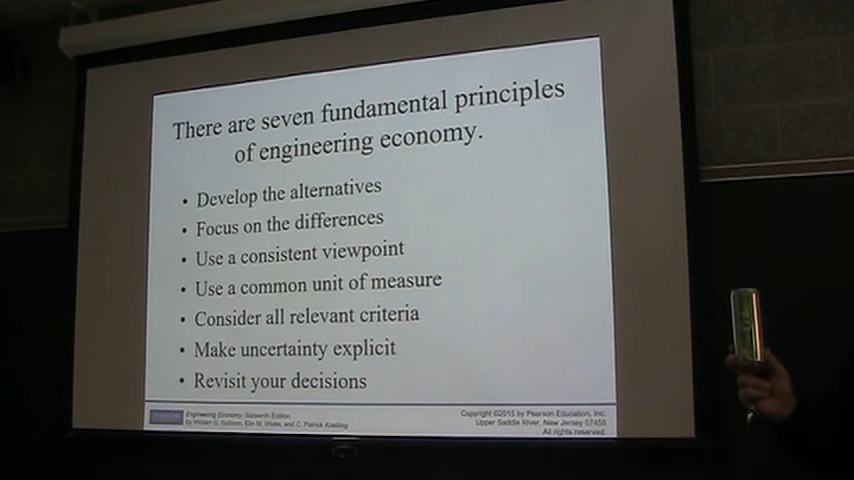 There are seven fundamental principles
of engineering economy.
• Develop the alternatives
• Focus on the differences
• Use a consistent viewpoint
• Use a common unit of measure
• Consider all relevant criteria
• Make uncertainty explicit
• Revisit your decisions
Engineering Economy, Sixteenth Edition,
By William G. Sullivan, Elin M. Wicks, and C. Patrick Koelling
Copyright ©2015 by Pearson Education, Inc.
Upper Saddle River, New Jersey 07458
All rights reserved.